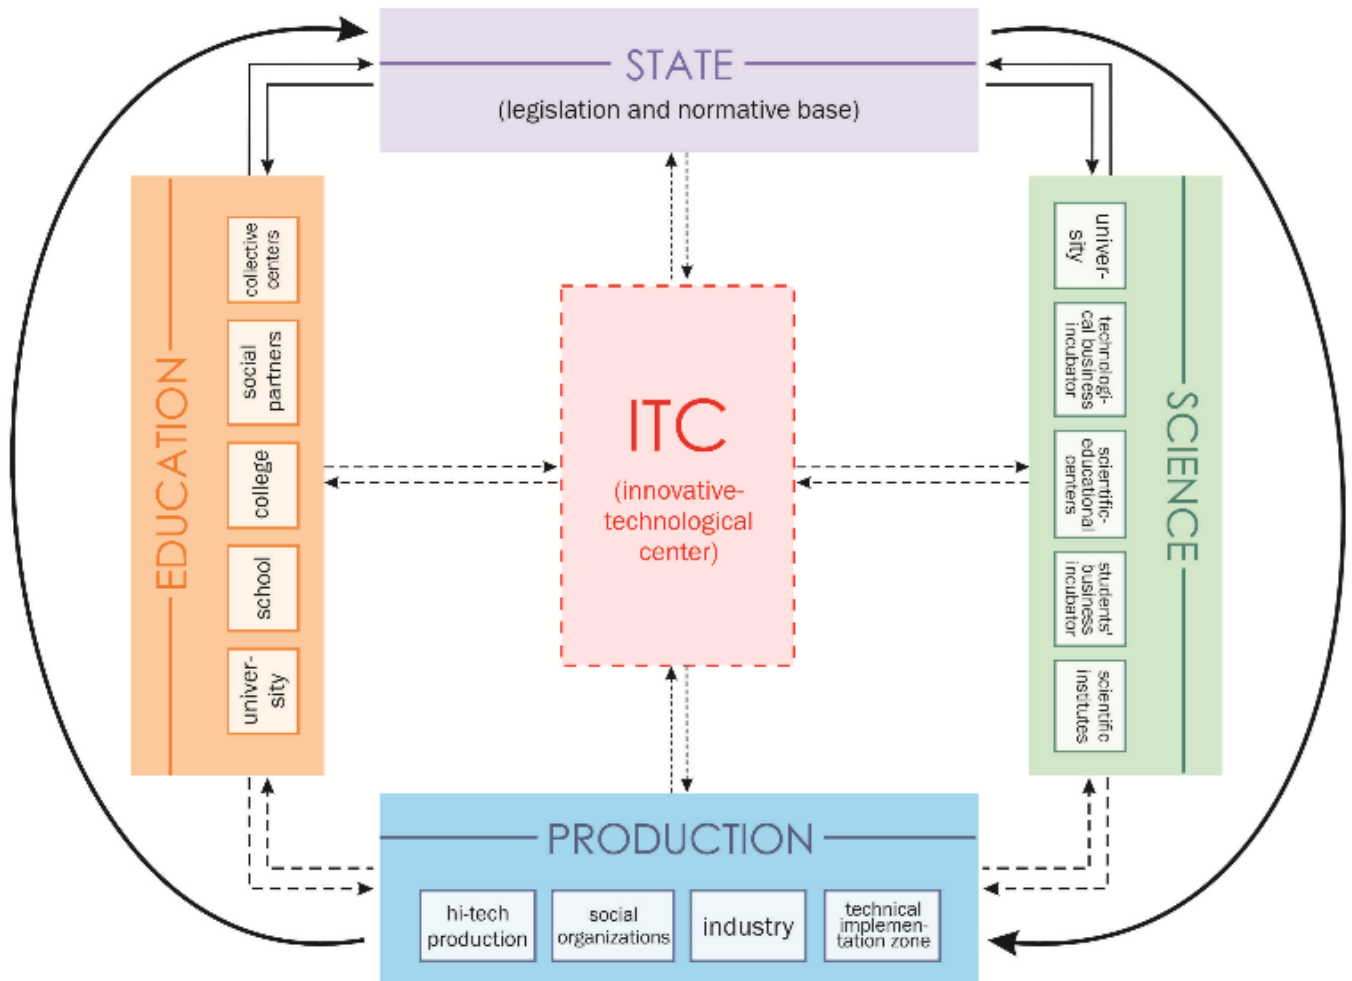 STATE
(legislation and normative base)
EDUCATION
collective
centers
social
partners
college
school
univer-
sity
ITC
(innovative-
technological
center)
SCIENCE
univer-
sity
technologi-
cal business
incubator
scientific-
educational
centers
students'
business
incubator
scientific
institutes
PRODUCTION
hi-tech
production
social
organizations
industry
technical
implemen-
tation zone